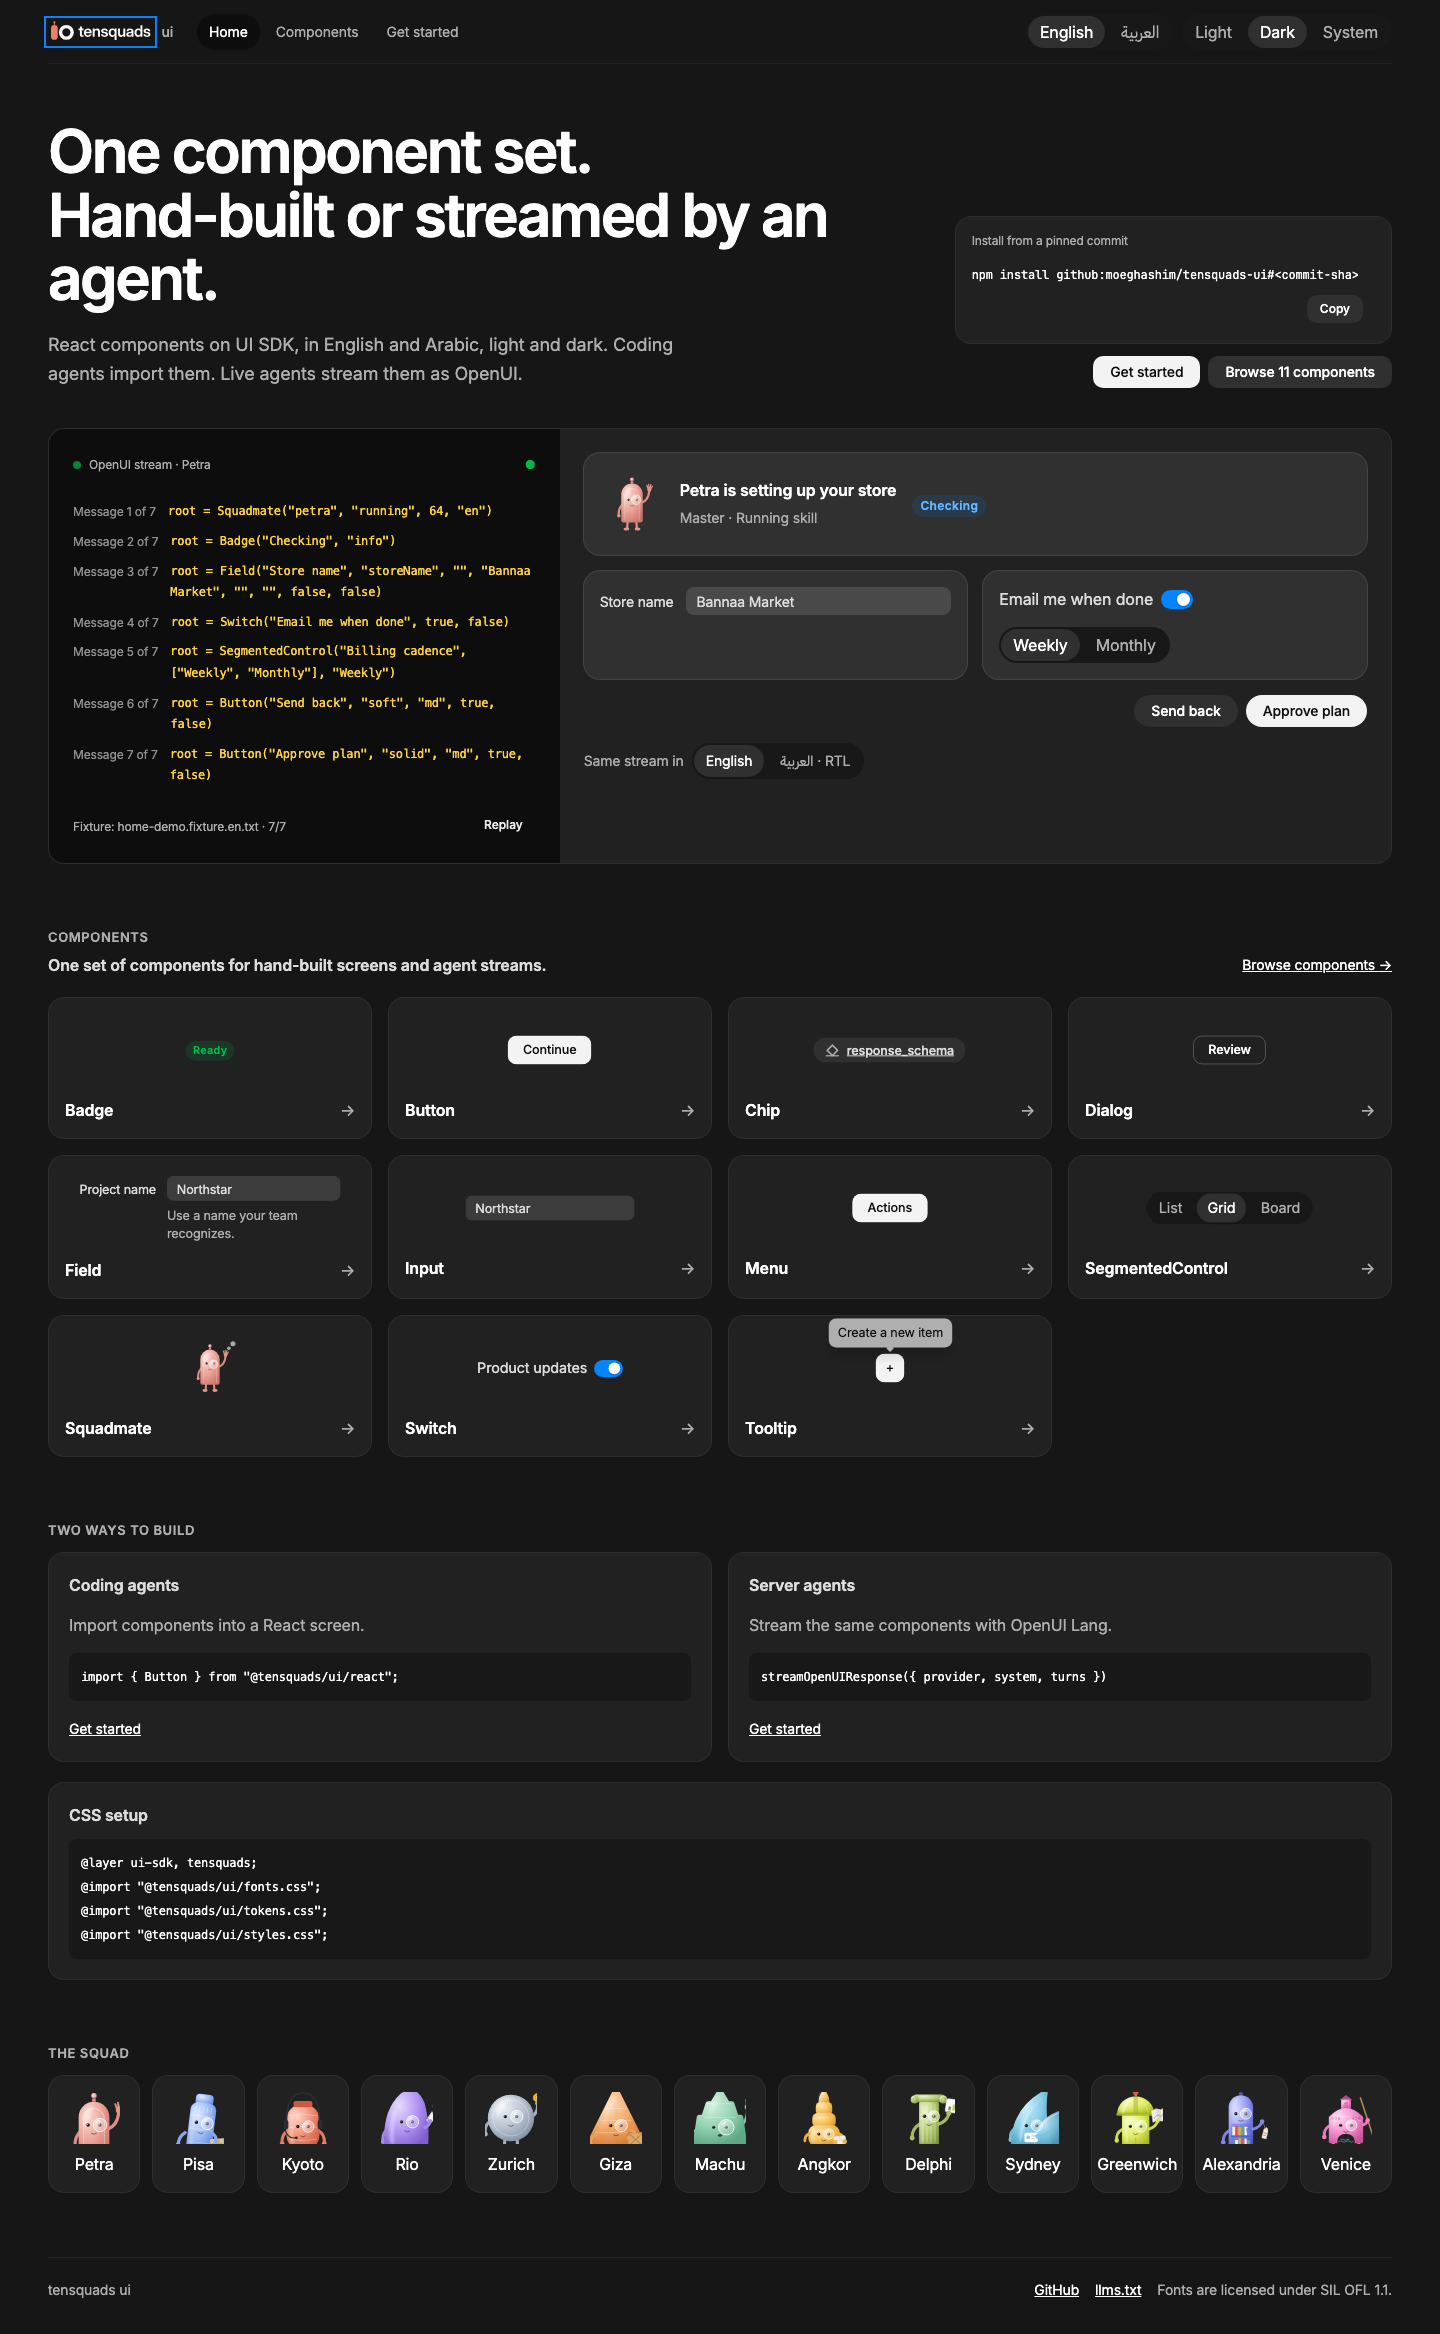 tensquads ui
Home
Components
Get started
English
العربية
Light
Dark
System
One component set.
Hand-built or streamed by an
agent.
React components on UI SDK, in English and Arabic, light and dark. Coding
agents import them. Live agents stream them as OpenUI.
Install from a pinned commit
npm install github:moeghashim/tensquads-ui#<commit-sha>
Copy
Get started
Browse 11 components
OpenUI stream · Petra
Message 1 of 7 root = Squadmate("petra", "running", 64, "en")
Message 2 of 7 root = Badge("Checking", "info")
Message 3 of 7 root = Field("Store name", "storeName", "", "Bannaa
Market", "", "", false, false)
Message 4 of 7 root = Switch("Email me when done", true, false)
Message 5 of 7 root = SegmentedControl("Billing cadence",
["Weekly", "Monthly"], "Weekly")
Message 6 of 7 root = Button("Send back", "soft", "md", true,
false)
Message 7 of 7 root = Button("Approve plan", "solid", "md", true,
false)
Fixture: home-demo.fixture.en.txt · 7/7
Replay
Petra is setting up your store
Master · Running skill
Checking
Store name
Bannaa Market
Email me when done
Weekly
Monthly
Send back
Approve plan
Same stream in
English
العربية · RTL
COMPONENTS
One set of components for hand-built screens and agent streams.
Browse components →
Ready
Badge →
Continue
Button →
response_schema
Chip →
Review
Dialog →
Project name
Northstar
Use a name your team
recognizes.
Field →
Northstar
Input →
Actions
Menu →
List
Grid
Board
SegmentedControl →
Squadmate →
Product updates
Switch →
Create a new item
+
Tooltip →
TWO WAYS TO BUILD
Coding agents
Import components into a React screen.
import { Button } from "@tensquads/ui/react";
Get started
Server agents
Stream the same components with OpenUI Lang.
streamOpenUIResponse({ provider, system, turns })
Get started
CSS setup
@layer ui-sdk, tensquads;
@import "@tensquads/ui/fonts.css";
@import "@tensquads/ui/tokens.css";
@import "@tensquads/ui/styles.css";
THE SQUAD
Petra
Pisa
Kyoto
Rio
Zurich
Giza
Machu
Angkor
Delphi
Sydney
Greenwich
Alexandria
Venice
tensquads ui
GitHub
llms.txt
Fonts are licensed under SIL OFL 1.1.